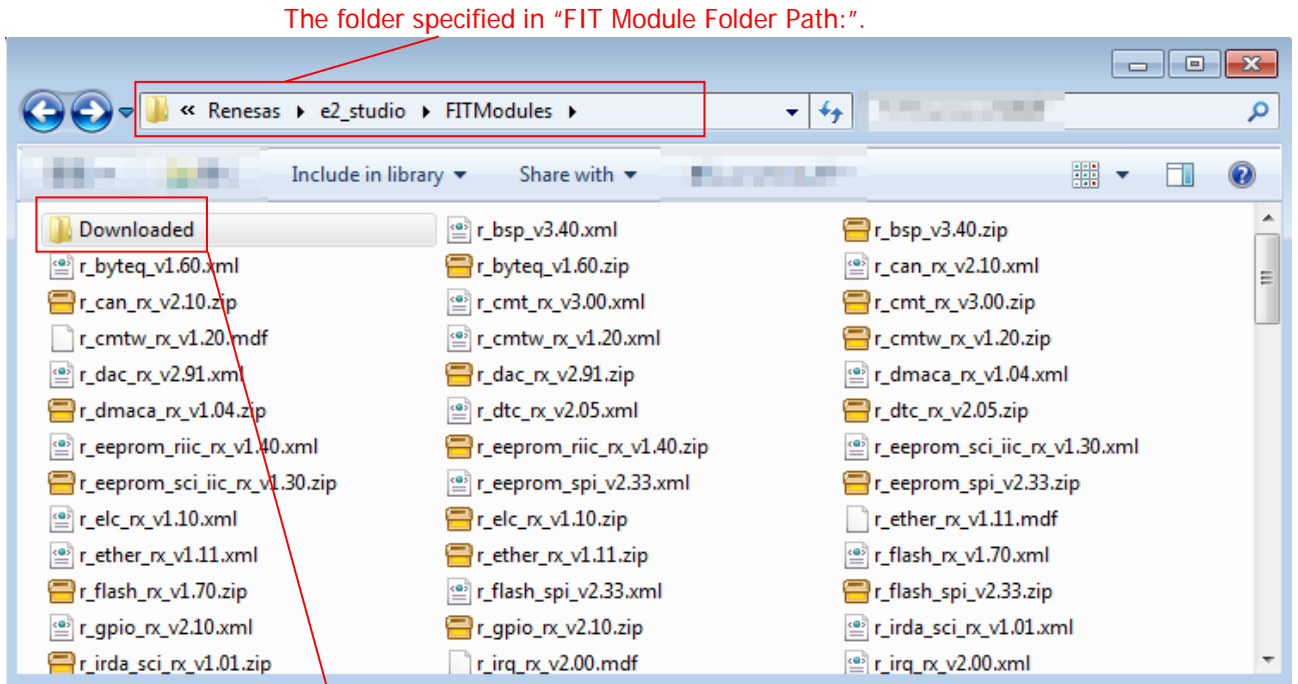 The folder specified in “FIT Module Folder Path:”.
« Renesas ▸ e2_studio ▸ FITModules ▸
Include in library ▾ Share with ▾
Downloaded r_bsp_v3.40.xml r_bsp_v3.40.zip
r_byteq_v1.60.xml r_byteq_v1.60.zip r_can_rx_v2.10.xml
r_can_rx_v2.10.zip r_cmt_rx_v3.00.xml r_cmt_rx_v3.00.zip
r_cmtw_rx_v1.20.mdf r_cmtw_rx_v1.20.xml r_cmtw_rx_v1.20.zip
r_dac_rx_v2.91.xml r_dac_rx_v2.91.zip r_dmaca_rx_v1.04.xml
r_dmaca_rx_v1.04.zip r_dtc_rx_v2.05.xml r_dtc_rx_v2.05.zip
r_eeprom_riic_rx_v1.40.xml r_eeprom_riic_rx_v1.40.zip r_eeprom_sci_iic_rx_v1.30.xml
r_eeprom_sci_iic_rx_v1.30.zip r_eeprom_spi_v2.33.xml r_eeprom_spi_v2.33.zip
r_elc_rx_v1.10.xml r_elc_rx_v1.10.zip r_ether_rx_v1.11.mdf
r_ether_rx_v1.11.xml r_ether_rx_v1.11.zip r_flash_rx_v1.70.xml
r_flash_rx_v1.70.zip r_flash_spi_v2.33.xml r_flash_spi_v2.33.zip
r_gpio_rx_v2.10.xml r_gpio_rx_v2.10.zip r_irda_sci_rx_v1.01.xml
r_irda_sci_rx_v1.01.zip r_irq_rx_v2.00.mdf r_irq_rx_v2.00.xml